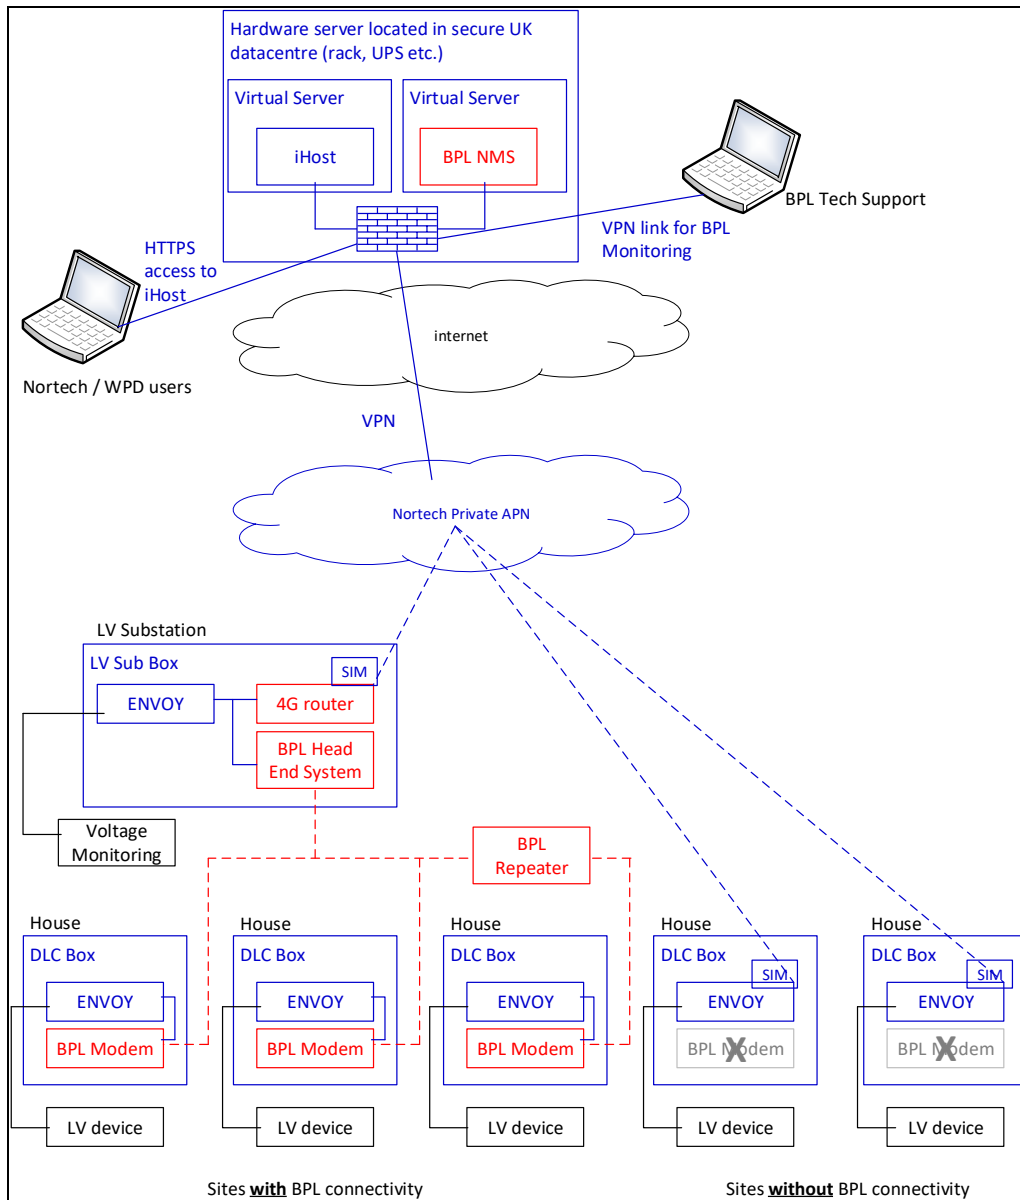 Hardware server located in secure UK
datacentre (rack, UPS etc.)
Virtual Server
Virtual Server
iHost
BPL NMS
BPL Tech Support
VPN link for BPL
Monitoring
HTTPS
access to
iHost
internet
Nortech / WPD users
VPN
Nortech Private APN
LV Substation
LV Sub Box
SIM
ENVOY
4G router
BPL Head
End System
Voltage
Monitoring
BPL
Repeater
House
DLC Box
ENVOY
BPL Modem
LV device
House
DLC Box
ENVOY
BPL Modem
LV device
House
DLC Box
ENVOY
BPL Modem
LV device
House
DLC Box
SIM
ENVOY
BPL Modem
X
LV device
House
DLC Box
SIM
ENVOY
BPL Modem
X
LV device
Sites with BPL connectivity
Sites without BPL connectivity